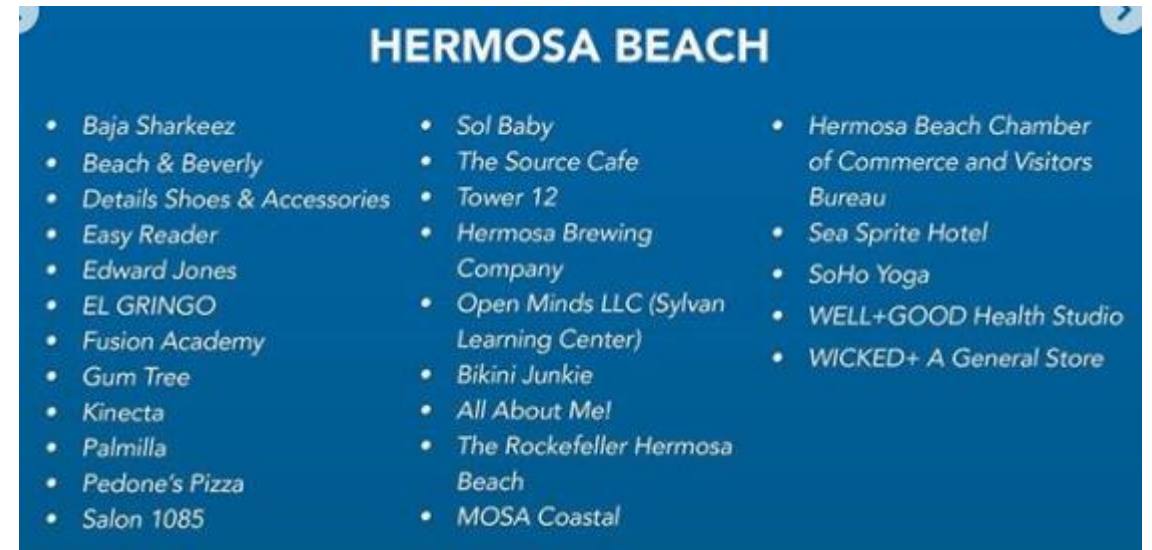 HERMOSA BEACH
• Baja Sharkeez
• Beach & Beverly
• Details Shoes & Accessories
• Easy Reader
• Edward Jones
• EL GRINGO
• Fusion Academy
• Gum Tree
• Kinecta
• Palmilla
• Pedone's Pizza
• Salon 1085
• Sol Baby
• The Source Cafe
• Tower 12
• Hermosa Brewing
Company
• Open Minds LLC (Sylvan
Learning Center)
• Bikini Junkie
• All About Me!
• The Rockefeller Hermosa
Beach
• MOSA Coastal
• Hermosa Beach Chamber
of Commerce and Visitors
Bureau
• Sea Sprite Hotel
• SoHo Yoga
• WELL+GOOD Health Studio
• WICKED+ A General Store